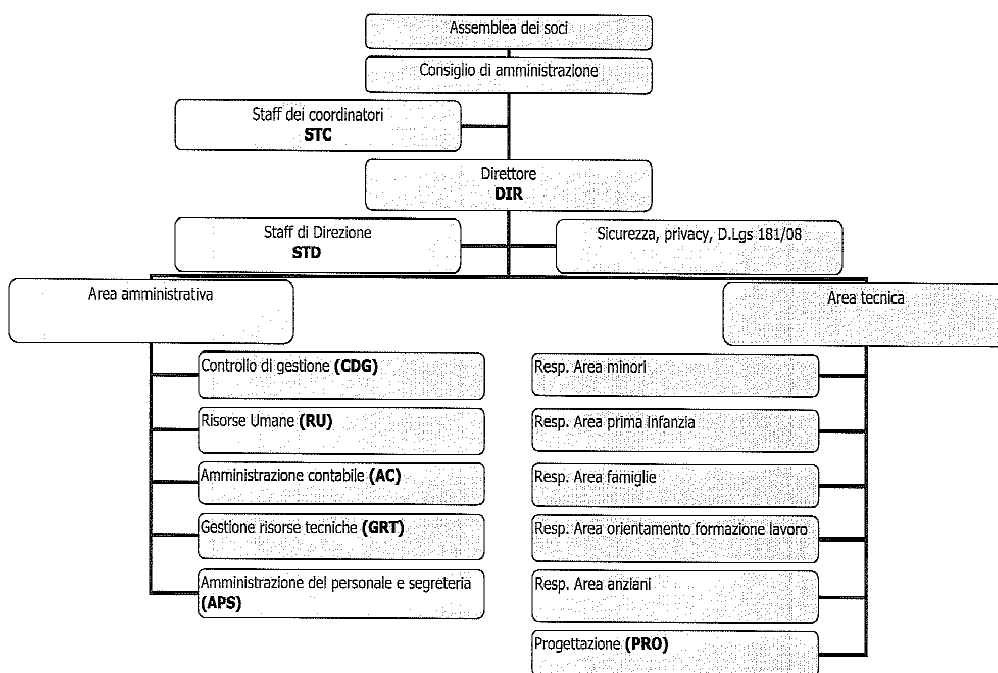 Assemblea dei soci
Consiglio di amministrazione
Staff dei coordinatori
STC
Direttore
DIR
Staff di Direzione
STD
Sicurezza, privacy, D.Lgs 181/08
Area amministrativa
Area tecnica
Controllo di gestione (CDG)
Risorse Umane (RU)
Amministrazione contabile (AC)
Gestione risorse tecniche (GRT)
Amministrazione del personale e segreteria
(APS)
Resp. Area minori
Resp. Area prima infanzia
Resp. Area famiglie
Resp. Area orientamento formazione lavoro
Resp. Area anziani
Progettazione (PRO)